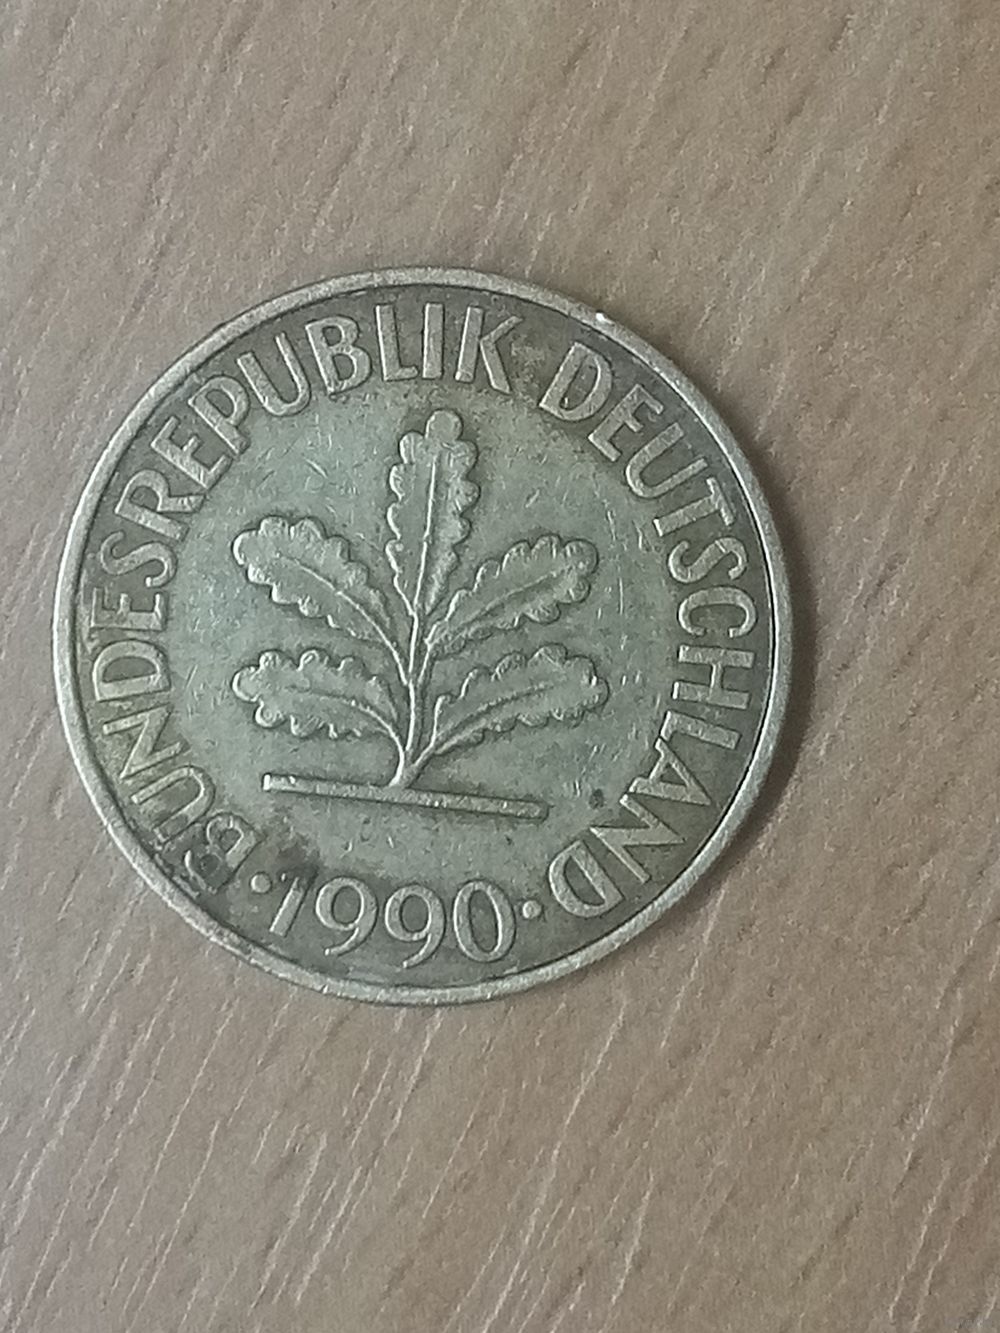 BUNDESREPUBLIK DEUTSCHLAND
· 1990 ·